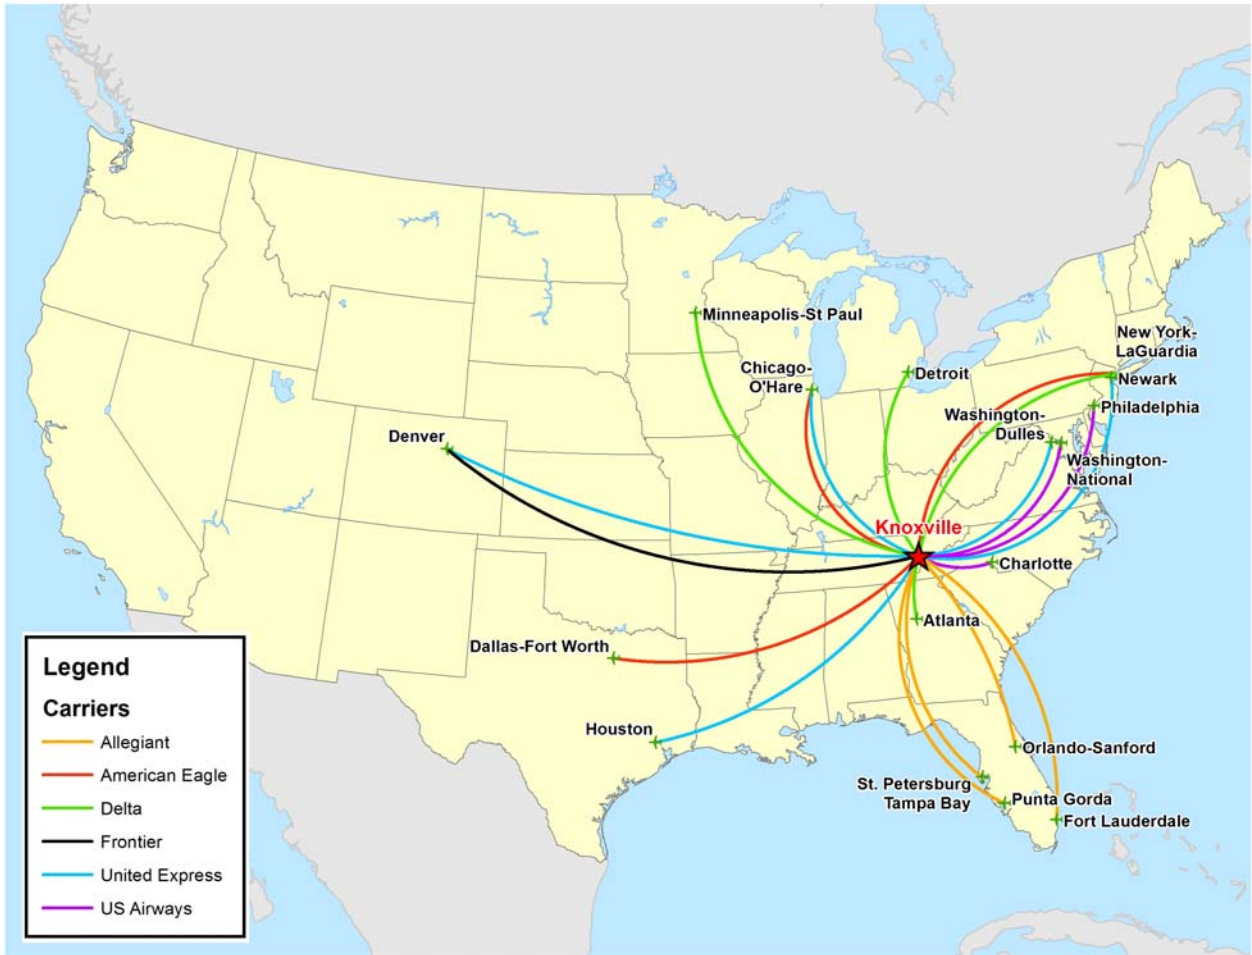 Minneapolis-St Paul
New York-
LaGuardia
Chicago-
O'Hare
Detroit
Newark
Philadelphia
Washington-
Dulles
Denver
Washington-
National
Knoxville
Charlotte
Atlanta
Dallas-Fort Worth
Houston
Orlando-Sanford
St. Petersburg
Tampa Bay
Punta Gorda
Fort Lauderdale
Legend
Carriers
Allegiant
American Eagle
Delta
Frontier
United Express
US Airways